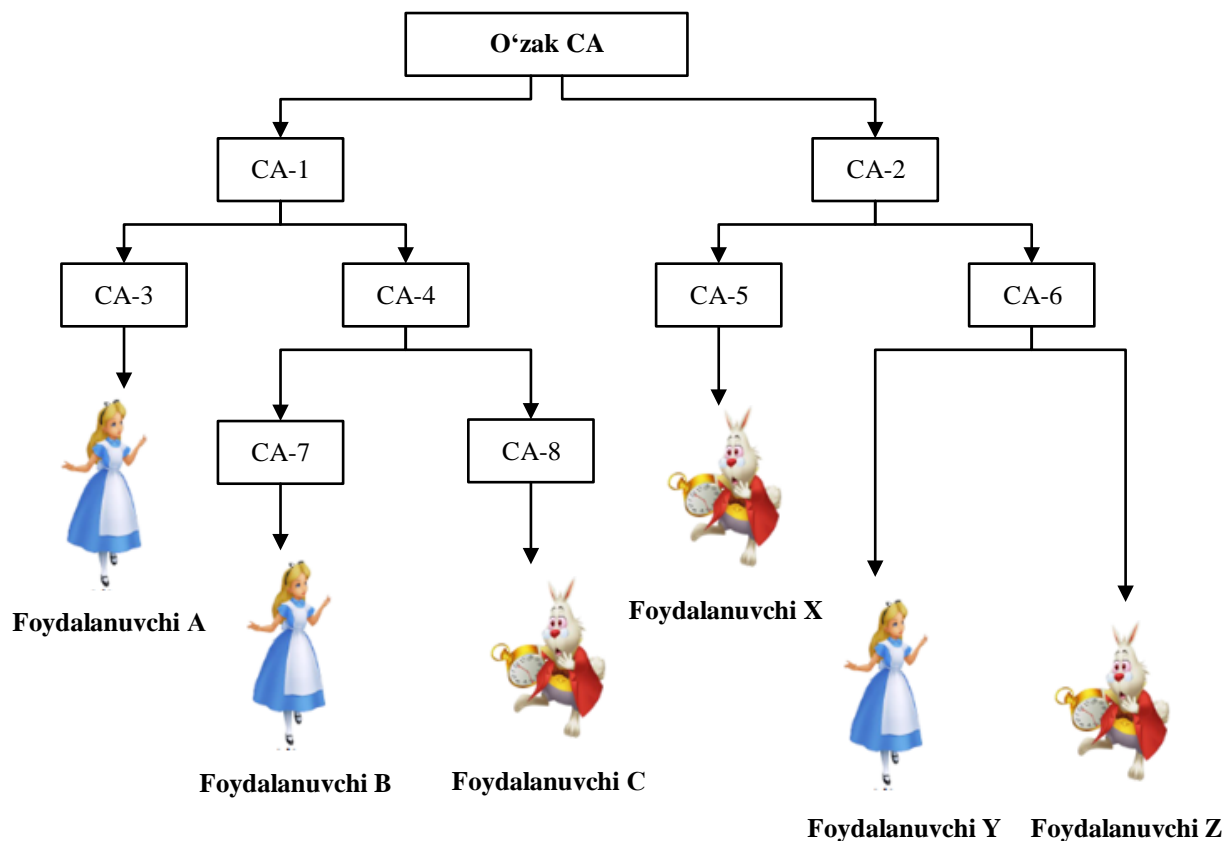 O‘zak CA
CA-1
CA-2
CA-3
CA-4
CA-5
CA-6
CA-7
CA-8
Foydalanuvchi A
Foydalanuvchi X
Foydalanuvchi B
Foydalanuvchi C
Foydalanuvchi Y
Foydalanuvchi Z